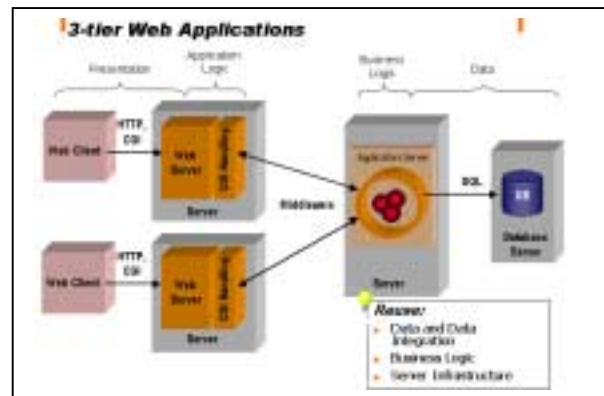 3-tier Web Applications
Presentation
Application
Logic
Business
Logic
Data
HTTP,
CGI
Web Client
Web
Server
CGI Handling
Server
Middleware
Application Server
SQL
DB
Database
Server
Server
HTTP,
CGI
Web Client
Web
Server
CGI Handling
Server
Reuse:
Data and Data
Integration
Business Logic
Server Infrastructure